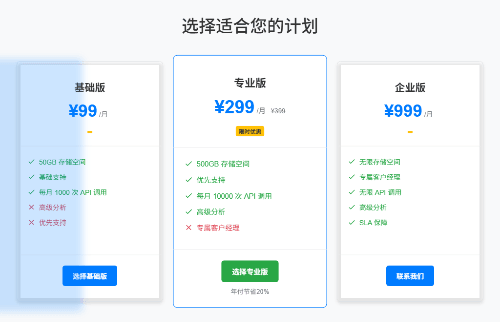 选择适合您的计划
基础版
¥99 /月
50GB 存储空间
基础支持
每月 1000 次 API 调用
高级分析
优先支持
选择基础版
专业版
¥299 /月 ¥399
限时优惠
500GB 存储空间
优先支持
每月 10000 次 API 调用
高级分析
专属客户经理
选择专业版
年付节省20%
企业版
¥999 /月
无限存储空间
专属客户经理
无限 API 调用
高级分析
SLA 保障
联系我们